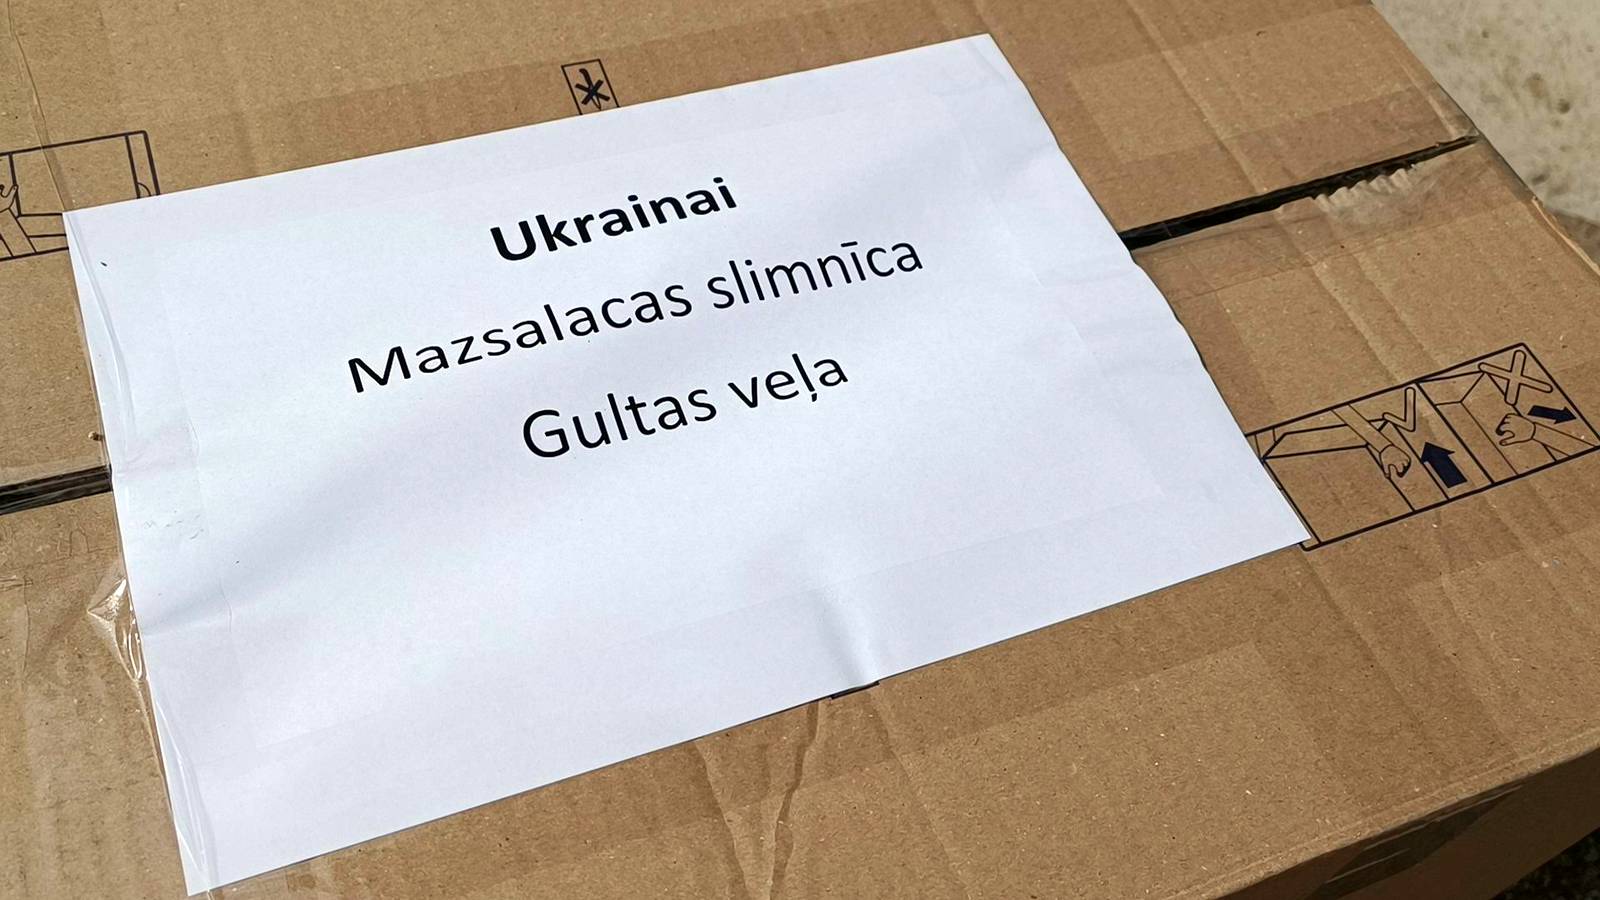 Ukrainai
Mazsalacas slimnīca
Gultas veļa